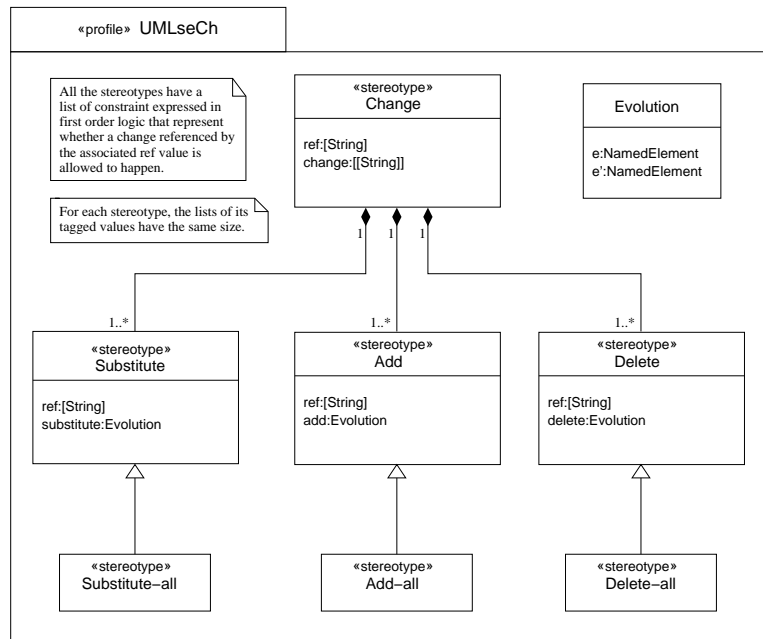 «profile» UMLseCh
All the stereotypes have a
list of constraint expressed in
first order logic that represent
whether a change referenced by
the associated ref value is
allowed to happen.
For each stereotype, the lists of its
tagged values have the same size.
«stereotype»
Change
ref:[String]
change:[[String]]
Evolution
e:NamedElement
e':NamedElement
1
1
1
1..*
1..*
1..*
«stereotype»
Substitute
ref:[String]
substitute:Evolution
«stereotype»
Add
ref:[String]
add:Evolution
«stereotype»
Delete
ref:[String]
delete:Evolution
«stereotype»
Substitute−all
«stereotype»
Add−all
«stereotype»
Delete−all